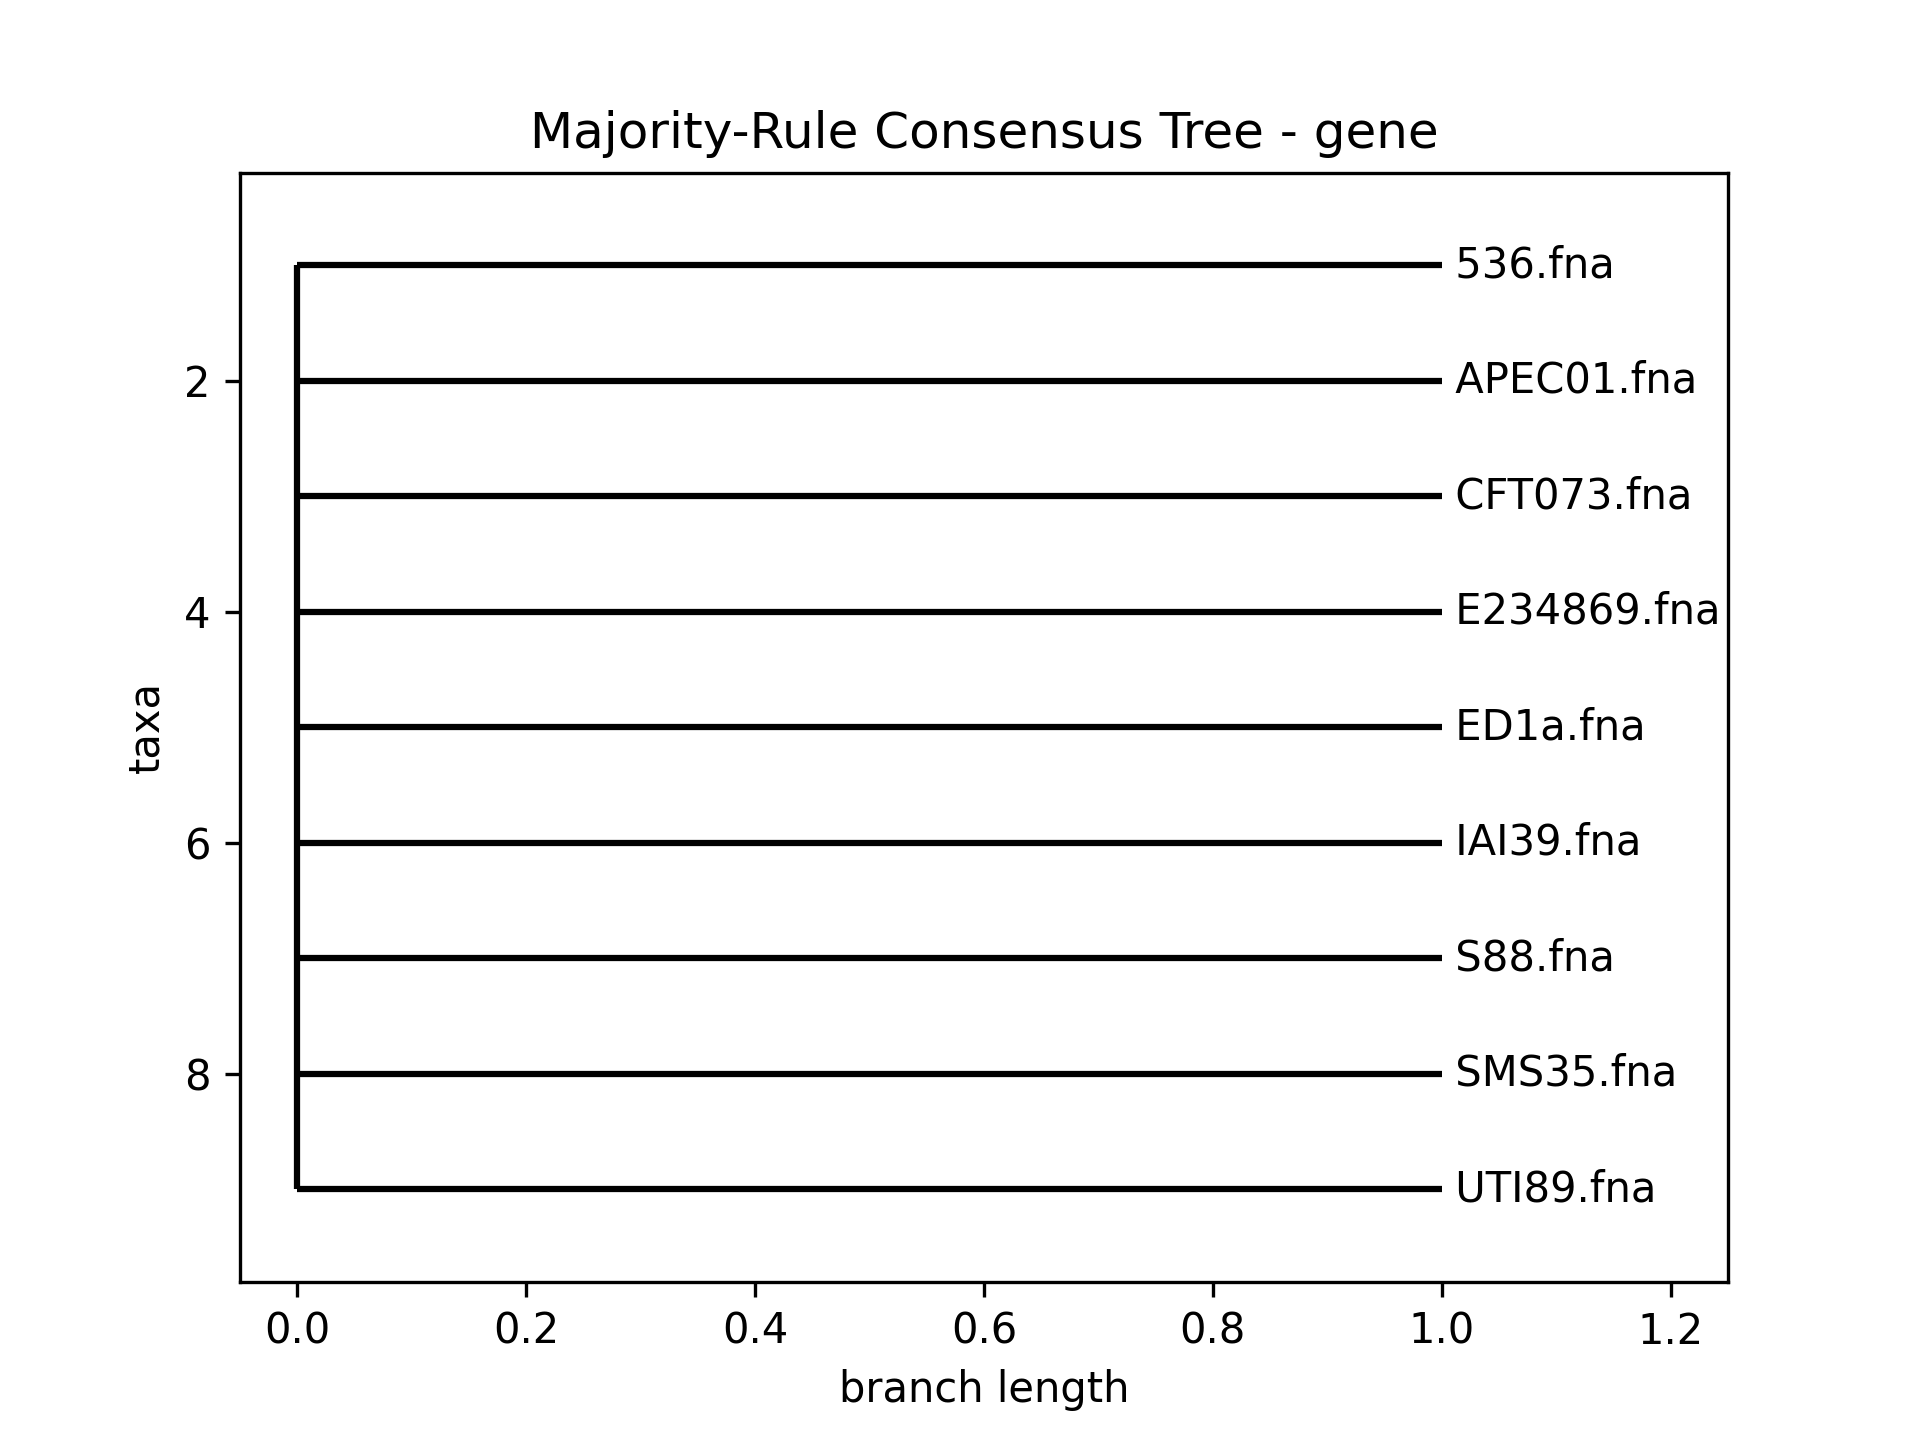 Majority-Rule Consensus Tree - gene
536.fna
2
APEC01.fna
CFT073.fna
4
E234869.fna
taxa
ED1a.fna
6
IAI39.fna
S88.fna
8
SMS35.fna
UTI89.fna
0.0 0.2 0.4 0.6 0.8 1.0 1.2
branch length